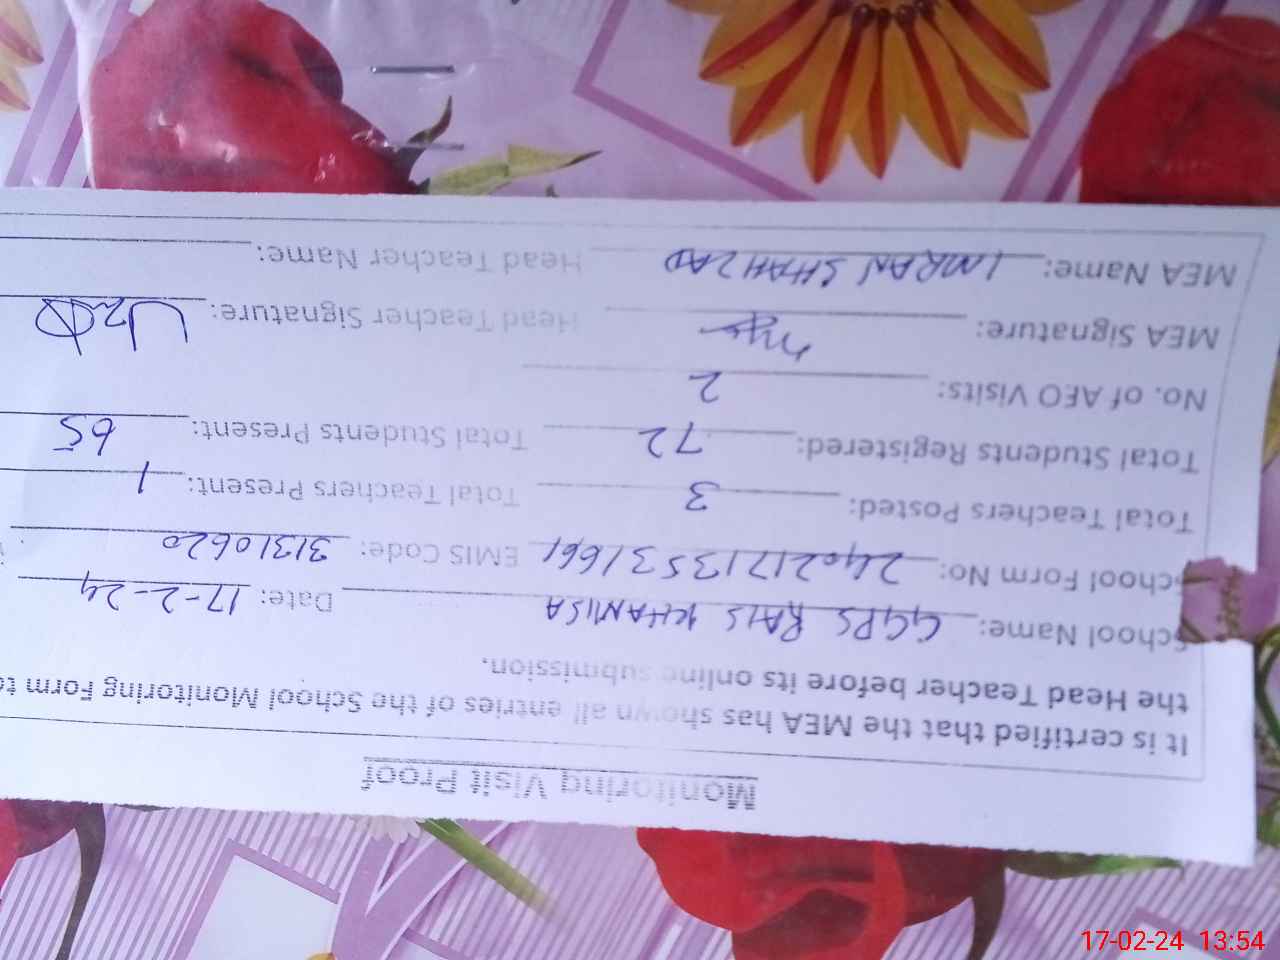 Monitoring Visit Proof
It is certified that the MEA has shown all entries of the School Monitoring Form t
the Head Teacher before its online submission.
School Name: GGPS RAIS KHAMISA Date: 17-2-24
School Form No: 2402171353166 EMIS Code: 31310620
Total Teachers Posted: 3 Total Teachers Present: 1
Total Students Registered: 72 Total Students Present: 65
No. of AEO Visits: 2
MEA Signature: Head Teacher Signature:
MEA Name: IMRAN SHAHZAD Head Teacher Name:
17-02-24 13:54